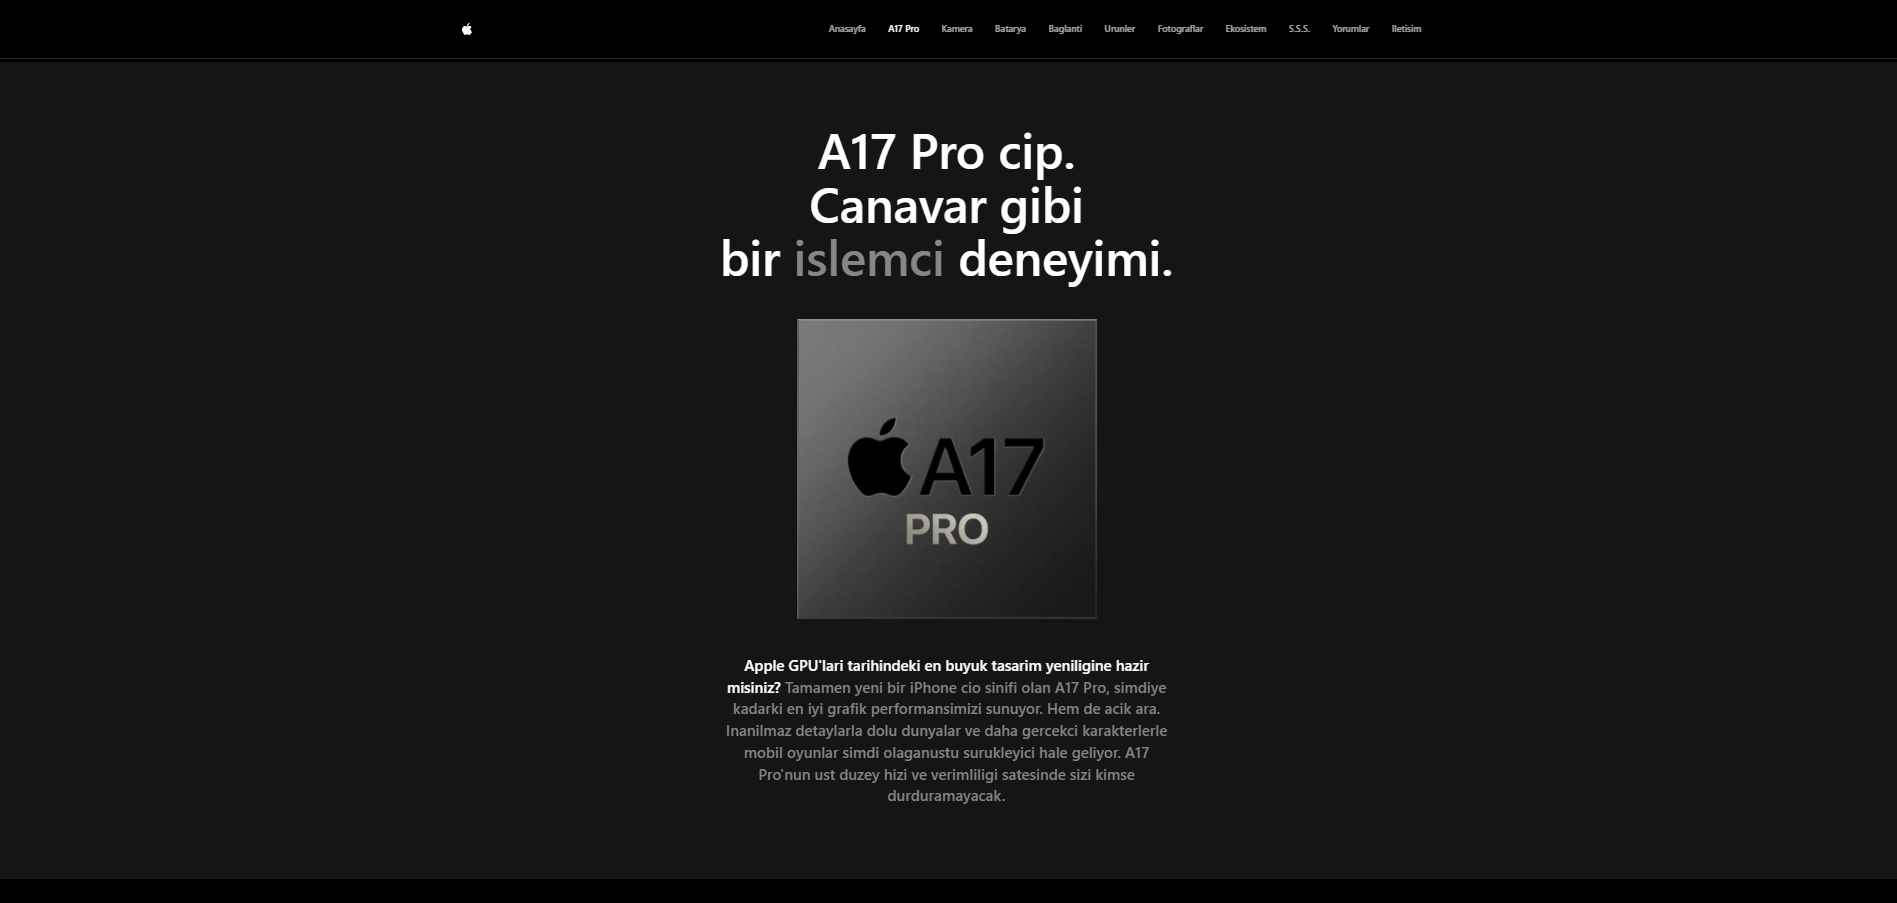 Anasayfa A17 Pro Kamera Batarya Baglanti Urunler Fotograflar Ekosistem S.S.S. Yorumlar Iletisim
A17 Pro cip.
Canavar gibi
bir islemci deneyimi.
A17
PRO
Apple GPU'lari tarihindeki en buyuk tasarim yeniligine hazir
misiniz? Tamamen yeni bir iPhone cio sinifi olan A17 Pro, simdiye
kadarki en iyi grafik performansimizi sunuyor. Hem de acik ara.
Inanilmaz detaylarla dolu dunyalar ve daha gercekci karakterlerle
mobil oyunlar simdi olaganustu surukleyici hale geliyor. A17
Pro'nun ust duzey hizi ve verimliligi satesinde sizi kimse
durduramayacak.